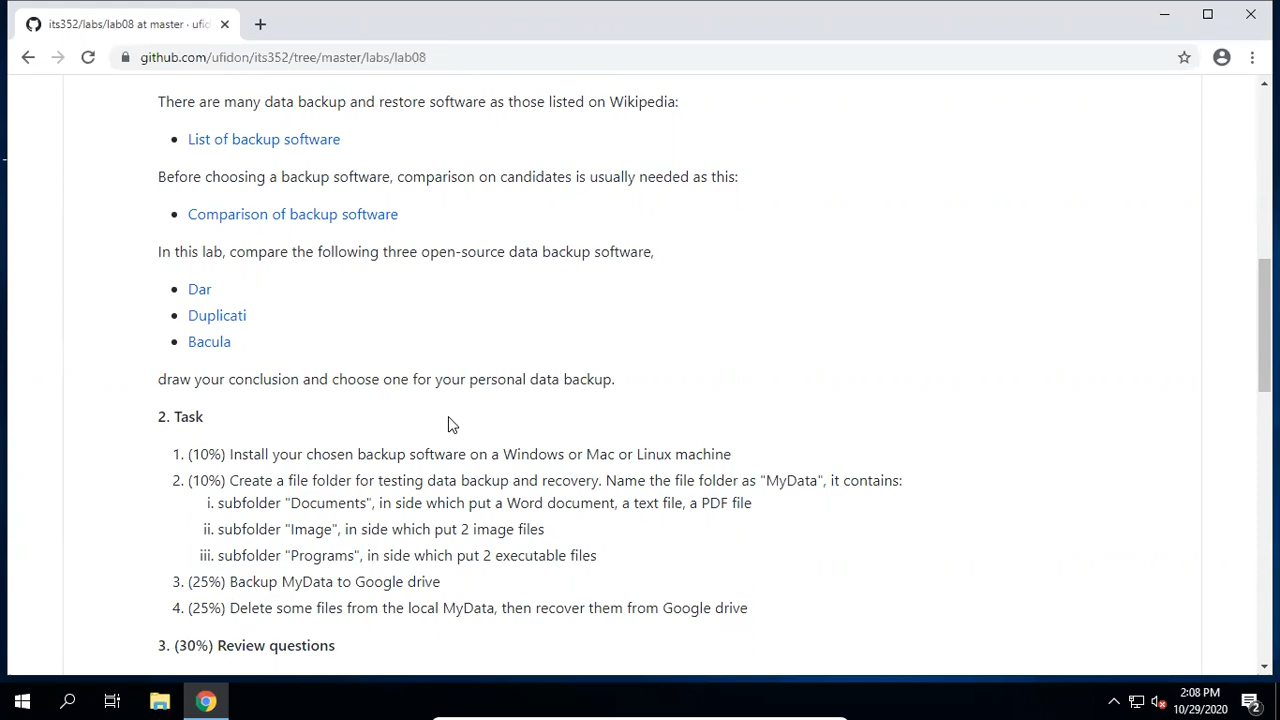 its352/labs/lab08 at master · ufid
github.com/ufidon/its352/tree/master/labs/lab08
There are many data backup and restore software as those listed on Wikipedia:
• List of backup software
Before choosing a backup software, comparison on candidates is usually needed as this:
• Comparison of backup software
In this lab, compare the following three open-source data backup software,
• Dar
• Duplicati
• Bacula
draw your conclusion and choose one for your personal data backup.
2. Task
1. (10%) Install your chosen backup software on a Windows or Mac or Linux machine
2. (10%) Create a file folder for testing data backup and recovery. Name the file folder as "MyData", it contains:
i. subfolder "Documents", in side which put a Word document, a text file, a PDF file
ii. subfolder "Image", in side which put 2 image files
iii. subfolder "Programs", in side which put 2 executable files
3. (25%) Backup MyData to Google drive
4. (25%) Delete some files from the local MyData, then recover them from Google drive
3. (30%) Review questions
2:08 PM
10/29/2020
2